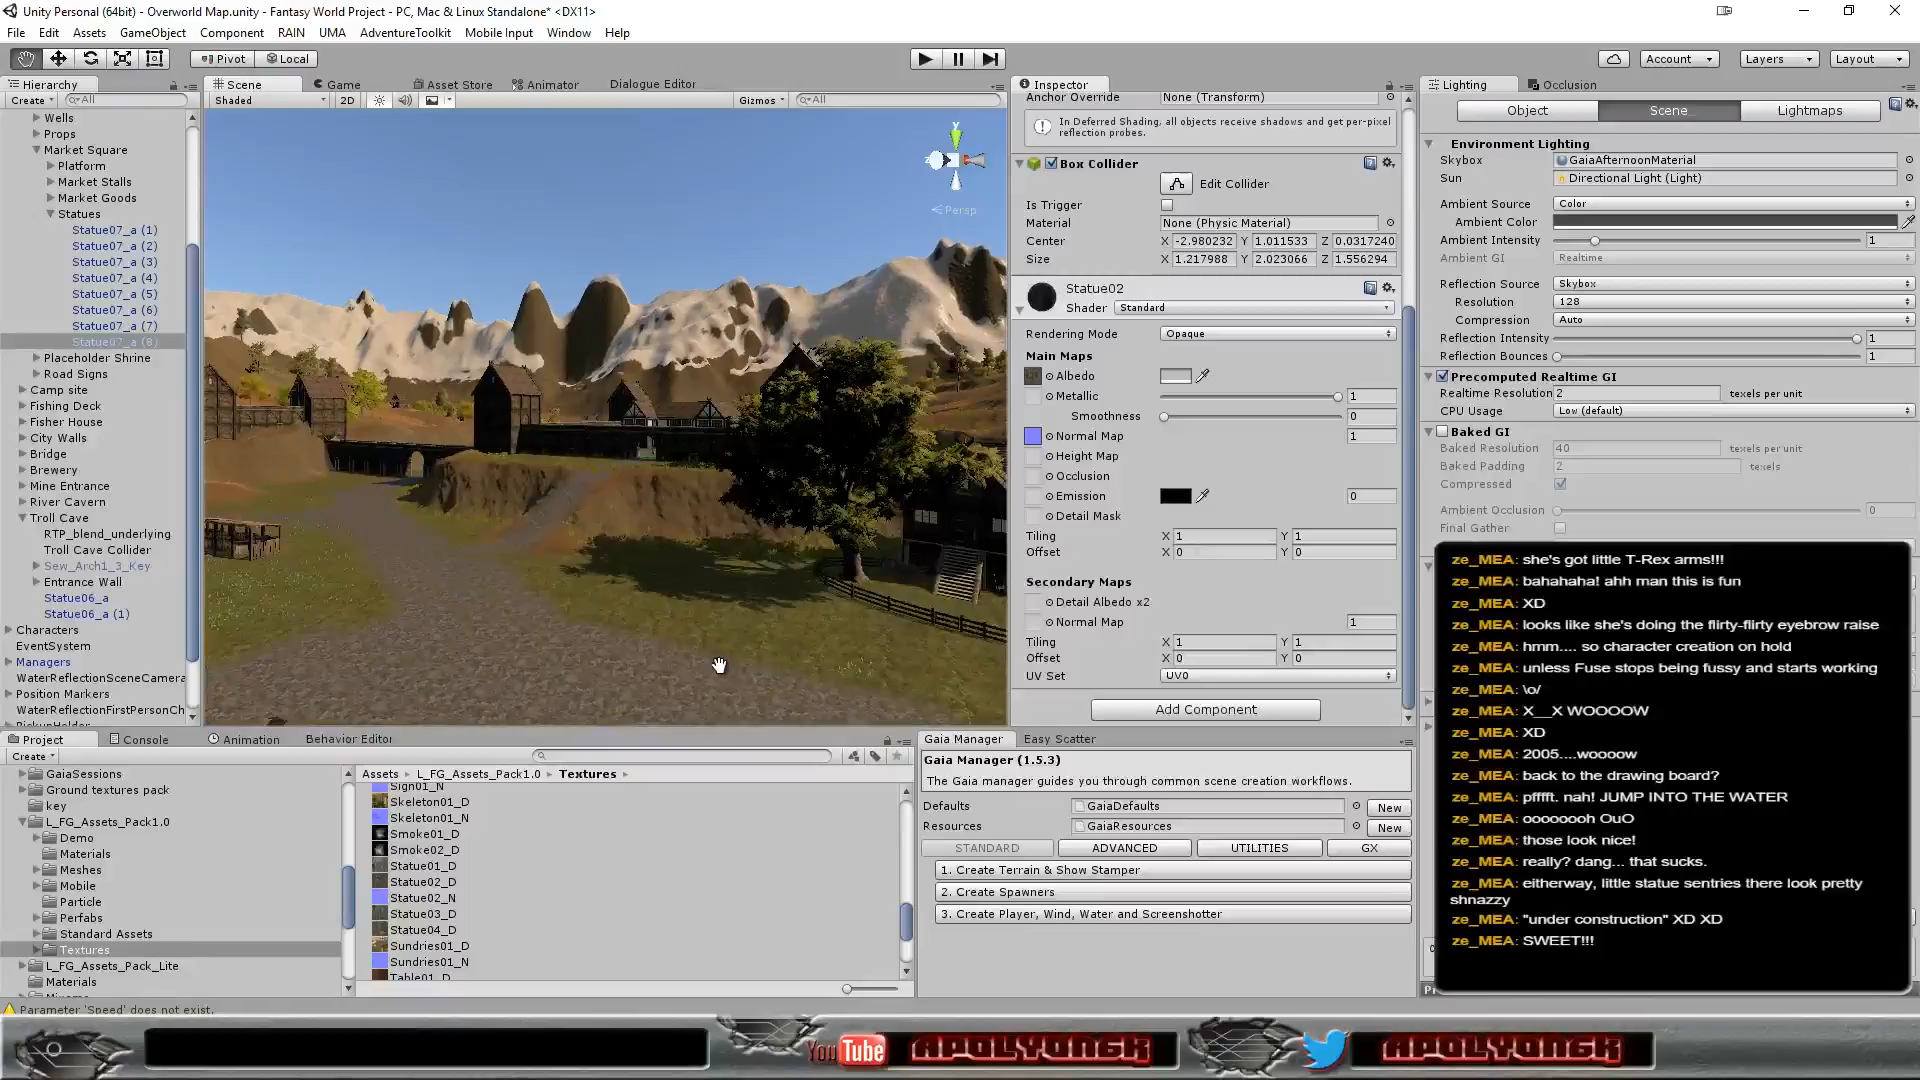 Unity Personal (64bit) - Overworld Map.unity - Fantasy World Project - PC, Mac & Linux Standalone* <DX11>
File Edit Assets GameObject Component RAIN UMA AdventureToolkit Mobile Input Window Help
Pivot Local Account Layers Layout
Hierarchy
Create All
Wells
Props
Market Square
Platform
Market Stalls
Market Goods
Statues
Statue07_a (1)
Statue07_a (2)
Statue07_a (3)
Statue07_a (4)
Statue07_a (5)
Statue07_a (6)
Statue07_a (7)
Statue07_a (8)
Placeholder Shrine
Road Signs
Camp site
Fishing Deck
Fisher House
City Walls
Bridge
Brewery
Mine Entrance
River Cavern
Troll Cave
RTP_blend_underlying
Troll Cave Collider
Sew_Arch1_3_Key
Entrance Wall
Statue06_a
Statue06_a (1)
Characters
EventSystem
Managers
WaterReflectionSceneCamera
Position Markers
WaterReflectionFirstPersonCh
Scene Game Asset Store Animator Dialogue Editor
Shaded 2D Gizmos All
y
Persp
Inspector
Anchor Override None (Transform)
In Deferred Shading, all objects receive shadows and get per-pixel
reflection probes.
Box Collider
Edit Collider
Is Trigger
Material None (Physic Material)
Center X -2.980232 Y 1.011533 Z 0.0317240
Size X 1.217988 Y 2.023066 Z 1.556294
Statue02
Shader Standard
Rendering Mode Opaque
Main Maps
Albedo
Metallic 1
Smoothness 0
Normal Map 1
Height Map
Occlusion
Emission 0
Detail Mask
Tiling X 1 Y 1
Offset X 0 Y 0
Secondary Maps
Detail Albedo x2
Normal Map 1
Tiling X 1 Y 1
Offset X 0 Y 0
UV Set UV0
Add Component
Lighting Occlusion
Object Scene Lightmaps
Environment Lighting
Skybox GaiaAfternoonMaterial
Sun Directional Light (Light)
Ambient Source Color
Ambient Color
Ambient Intensity 1
Ambient GI Realtime
Reflection Source Skybox
Resolution 128
Compression Auto
Reflection Intensity 1
Reflection Bounces 1
Precomputed Realtime GI
Realtime Resolution 2 texels per unit
CPU Usage Low (default)
Baked GI
Baked Resolution 40 texels per unit
Baked Padding 2 texels
Compressed
Ambient Occlusion 0
Final Gather
ze_MEA: she's got little T-Rex arms!!!
ze_MEA: bahahaha! ahh man this is fun
ze_MEA: XD
ze_MEA: looks like she's doing the flirty-flirty eyebrow raise
ze_MEA: hmm.... so character creation on hold
ze_MEA: unless Fuse stops being fussy and starts working
ze_MEA: \o/
ze_MEA: X__X WOOOOW
ze_MEA: XD
ze_MEA: 2005....woooow
ze_MEA: back to the drawing board?
ze_MEA: pfffft. nah! JUMP INTO THE WATER
ze_MEA: oooooooh OuO
ze_MEA: those look nice!
ze_MEA: really? dang... that sucks.
ze_MEA: eitherway, little statue sentries there look pretty
shnazzy
ze_MEA: "under construction" XD XD
ze_MEA: SWEET!!!
Project Console Animation Behavior Editor
Create
GaiaSessions
Ground textures pack
key
L_FG_Assets_Pack1.0
Demo
Materials
Meshes
Mobile
Particle
Perfabs
Standard Assets
Textures
L_FG_Assets_Pack_Lite
Materials
Assets L_FG_Assets_Pack1.0 Textures
Sign01_N
Skeleton01_D
Skeleton01_N
Smoke01_D
Smoke02_D
Statue01_D
Statue02_D
Statue02_N
Statue03_D
Statue04_D
Sundries01_D
Sundries01_N
Table01_D
Gaia Manager Easy Scatter
Gaia Manager (1.5.3)
The Gaia manager guides you through common scene creation workflows.
Defaults GaiaDefaults New
Resources GaiaResources New
STANDARD ADVANCED UTILITIES GX
1. Create Terrain & Show Stamper
2. Create Spawners
3. Create Player, Wind, Water and Screenshotter
Parameter 'Speed' does not exist.
YouTube APOLYONGK APOLYONGK